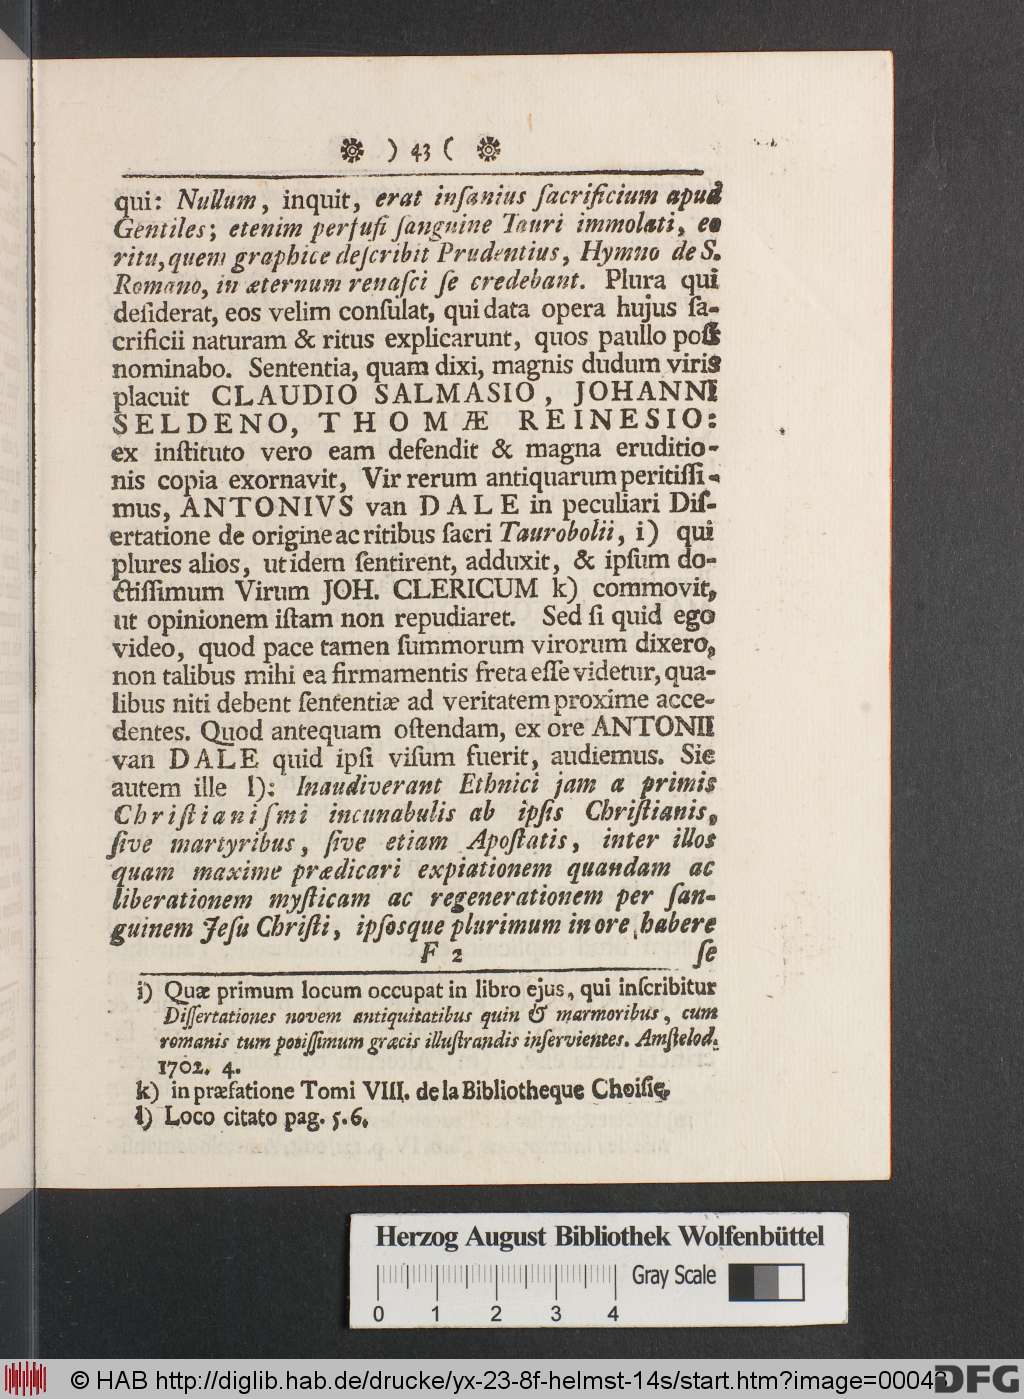 ) 43 (
qui: Nullum, inquit, erat inſanius ſacrificium apud
Gentiles; etenim perfuſi ſanguine Tauri immolati, eo
ritu, quem graphice deſcribit Prudentius, Hymno de S.
Romano, in æternum renaſci ſe credebant. Plura qui
deſiderat, eos velim conſulat, qui data opera hujus ſa-
crificii naturam & ritus explicarunt, quos paullo poſt
nominabo. Sententia, quam dixi, magnis dudum viris
placuit CLAUDIO SALMASIO, JOHANNI
SELDENO, THOMÆ REINESIO:
ex inſtituto vero eam defendit & magna eruditio-
nis copia exornavit, Vir rerum antiquarum peritiſſi-
mus, ANTONIVS van DALE in peculiari Diſ-
ertatione de origine ac ritibus ſacri Taurobolii, i) qui
plures alios, ut idem ſentirent, adduxit, & ipſum do-
ctiſſimum Virum JOH. CLERICUM k) commovit,
ut opinionem iſtam non repudiaret. Sed ſi quid ego
video, quod pace tamen ſummorum virorum dixero,
non talibus mihi ea firmamentis freta eſſe videtur, qua-
libus niti debent ſententiæ ad veritatem proxime acce-
dentes. Quod antequam oſtendam, ex ore ANTONII
van DALE quid ipſi viſum fuerit, audiemus. Sic
autem ille l): Inaudiverant Ethnici jam a primis
Chriſtianiſmi incunabulis ab ipſis Chriſtianis,
ſive martyribus, ſive etiam Apoſtatis, inter illos
quam maxime prædicari expiationem quandam ac
liberationem myſticam ac regenerationem per ſan-
guinem Jeſu Chriſti, ipſosque plurimum in ore habere
F 2 ſe
i) Quæ primum locum occupat in libro ejus, qui inſcribitur
Diſſertationes novem antiquitatibus quin & marmoribus, cum
romanis tum potiſſimum græcis illuſtrandis inſervientes. Amſtelod.
1702. 4.
k) in præfatione Tomi VIII. de la Bibliotheque Choiſie.
l) Loco citato pag. 5. 6.
Herzog August Bibliothek Wolfenbüttel
Gray Scale
0 1 2 3 4
© HAB http://diglib.hab.de/drucke/yx-23-8f-helmst-14s/start.htm?image=00043
DFG